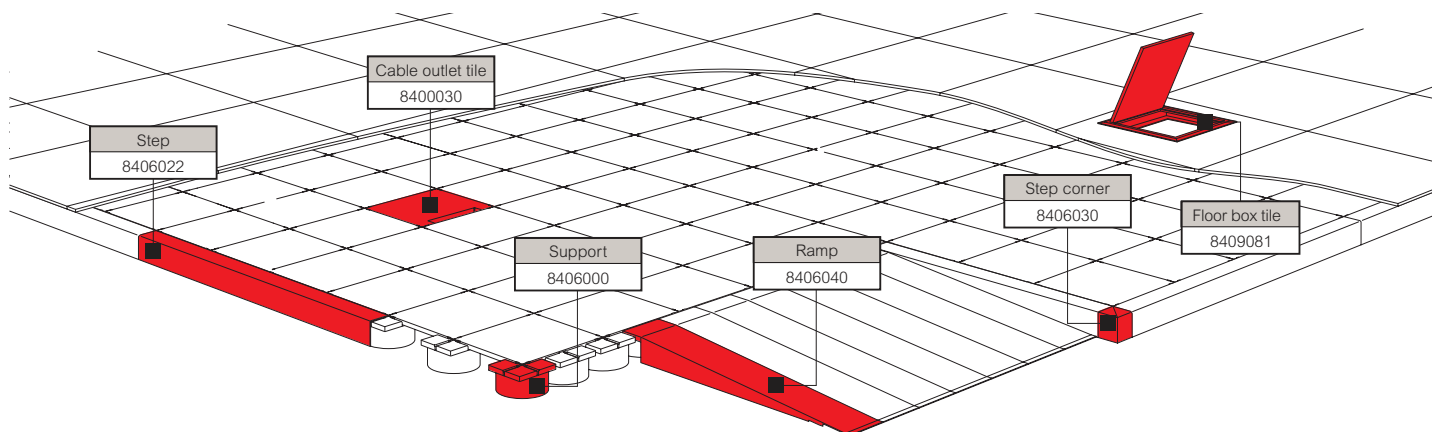 Cable outlet tile
8400030
Step
8406022
Step corner
8406030
Floor box tile
8409081
Support
8406000
Ramp
8406040